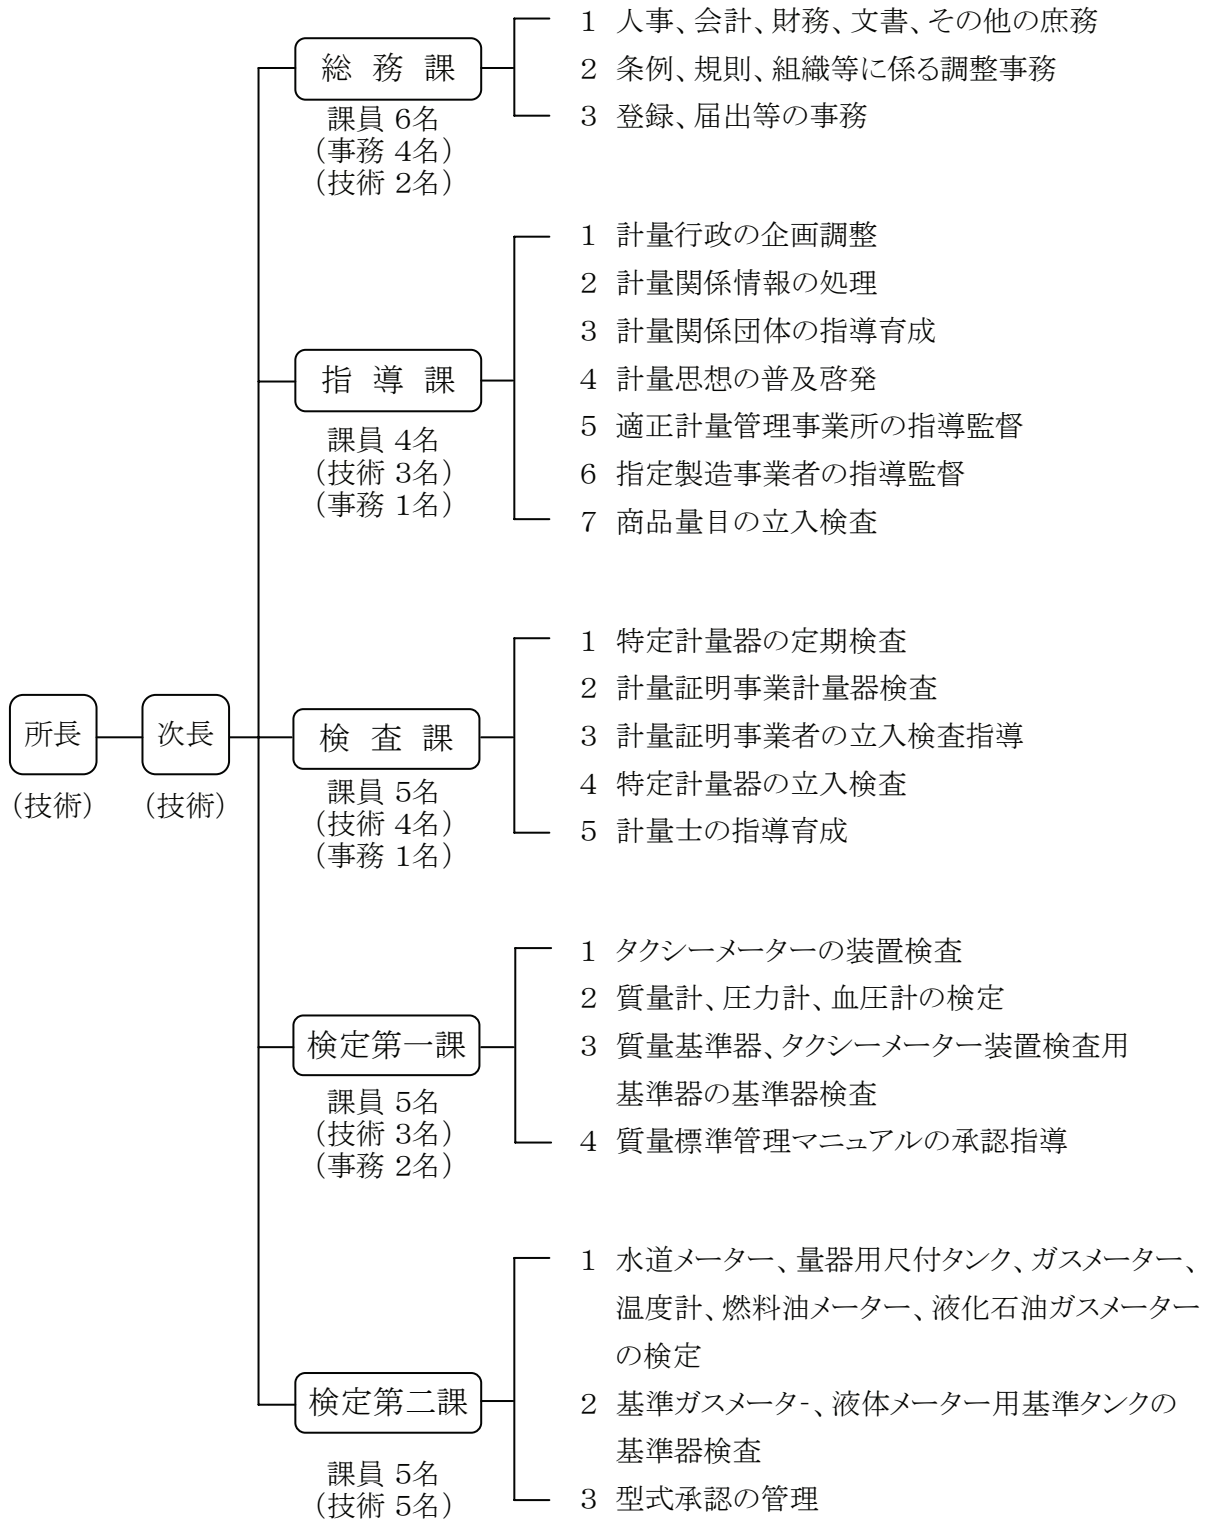 総務課
課員 6名
（事務 4名）
（技術 2名）
1 人事、会計、財務、文書、その他の庶務
2 条例、規則、組織等に係る調整事務
3 登録、届出等の事務
指導課
課員 4名
（技術 3名）
（事務 1名）
1 計量行政の企画調整
2 計量関係情報の処理
3 計量関係団体の指導育成
4 計量思想の普及啓発
5 適正計量管理事業所の指導監督
6 指定製造事業者の指導監督
7 商品量目の立入検査
所長
（技術）
次長
（技術）
検査課
課員 5名
（技術 4名）
（事務 1名）
1 特定計量器の定期検査
2 計量証明事業計量器検査
3 計量証明事業者の立入検査指導
4 特定計量器の立入検査
5 計量士の指導育成
検定第一課
課員 5名
（技術 3名）
（事務 2名）
1 タクシーメーターの装置検査
2 質量計、圧力計、血圧計の検定
3 質量基準器、タクシーメーター装置検査用
基準器の基準器検査
4 質量標準管理マニュアルの承認指導
検定第二課
課員 5名
（技術 5名）
1 水道メーター、量器用尺付タンク、ガスメーター、
温度計、燃料油メーター、液化石油ガスメーター
の検定
2 基準ガスメータ-、液体メーター用基準タンクの
基準器検査
3 型式承認の管理